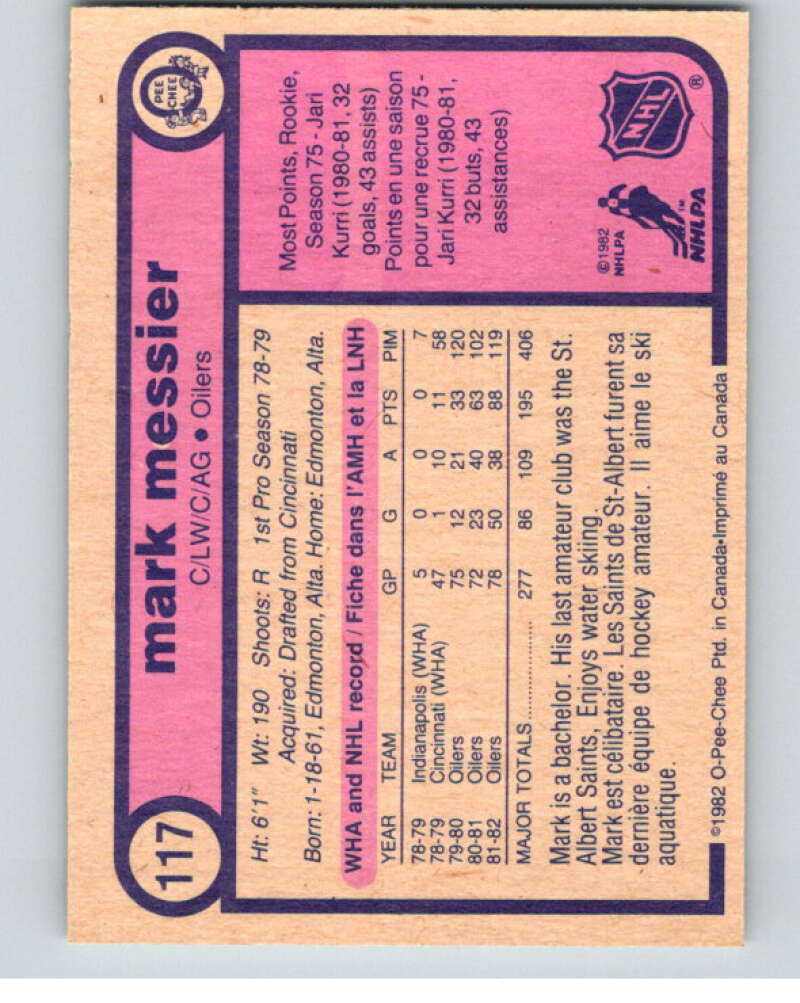 117
mark messier
C/LW/C/AG • Oilers
PEE
CHEE
Ht: 6'1" Wt: 190 Shoots: R 1st Pro Season 78-79
Acquired: Drafted from Cincinnati
Born: 1-18-61, Edmonton, Alta. Home: Edmonton, Alta.
WHA and NHL record / Fiche dans l'AMH et la LNH
YEAR TEAM GP G A PTS PIM
78-79 Indianapolis (WHA) 5 0 0 0 7
78-79 Cincinnati (WHA) 47 1 10 11 58
79-80 Oilers 75 12 21 33 120
80-81 Oilers 72 23 40 63 102
81-82 Oilers 78 50 38 88 119
MAJOR TOTALS .................... 277 86 109 195 406
Mark is a bachelor. His last amateur club was the St.
Albert Saints, Enjoys water skiing.
Mark est célibataire. Les Saints de St-Albert furent sa
dernière équipe de hockey amateur. Il aime le ski
aquatique.
©1982 O-Pee-Chee Ptd. in Canada•Imprimé au Canada
Most Points, Rookie,
Season 75 - Jari
Kurri (1980-81, 32
goals, 43 assists)
Points en une saison
pour une recrue 75 -
Jari Kurri (1980-81,
32 buts, 43
assistances)
©1982
NHLPA
NHLPA
™
NHL
®